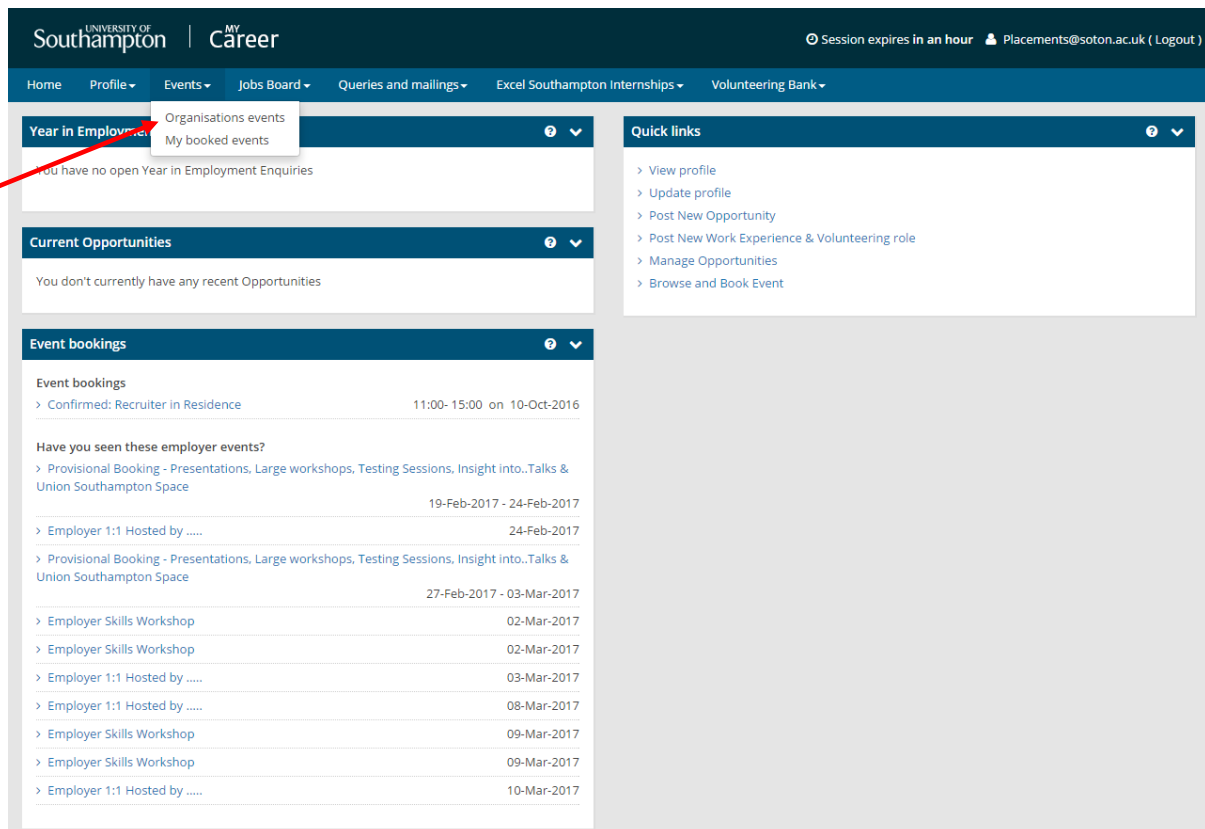 UNIVERSITY OF
Southampton
MY
Career
Session expires in an hour Placements@soton.ac.uk ( Logout )
Home Profile Events Jobs Board Queries and mailings Excel Southampton Internships Volunteering Bank
Organisations events
My booked events
Year in
You have no open Year in Employment Enquiries
Current Opportunities
You don't currently have any recent Opportunities
Event bookings
Event bookings
> Confirmed: Recruiter in Residence 11:00- 15:00 on 10-Oct-2016
Have you seen these employer events?
> Provisional Booking - Presentations, Large workshops, Testing Sessions, Insight into..Talks &
Union Southampton Space
19-Feb-2017 - 24-Feb-2017
> Employer 1:1 Hosted by ..... 24-Feb-2017
> Provisional Booking - Presentations, Large workshops, Testing Sessions, Insight into..Talks &
Union Southampton Space
27-Feb-2017 - 03-Mar-2017
> Employer Skills Workshop 02-Mar-2017
> Employer Skills Workshop 02-Mar-2017
> Employer 1:1 Hosted by ..... 03-Mar-2017
> Employer 1:1 Hosted by ..... 08-Mar-2017
> Employer Skills Workshop 09-Mar-2017
> Employer Skills Workshop 09-Mar-2017
> Employer 1:1 Hosted by ..... 10-Mar-2017
Quick links
> View profile
> Update profile
> Post New Opportunity
> Post New Work Experience & Volunteering role
> Manage Opportunities
> Browse and Book Event